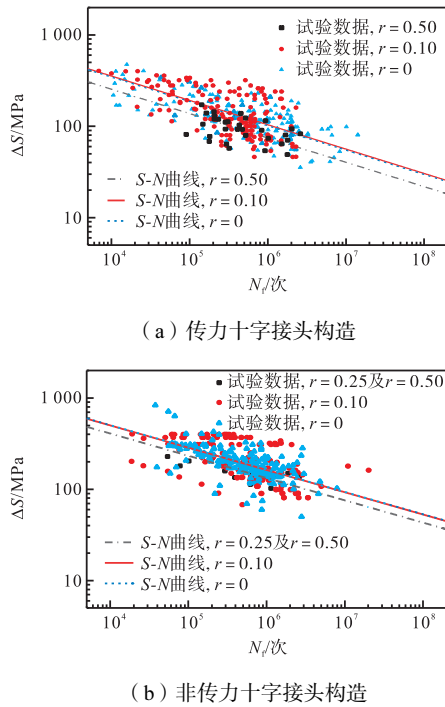 1 000
100
10
ΔS/MPa
试验数据, r = 0.50
试验数据, r = 0.10
试验数据, r = 0
S-N曲线, r = 0.50
S-N曲线, r = 0.10
S-N曲线, r = 0
10⁴ 10⁵ 10⁶ 10⁷ 10⁸
N_f/次
（a）传力十字接头构造
1 000
100
10
ΔS/MPa
试验数据, r = 0.25及r = 0.50
试验数据, r = 0.10
试验数据, r = 0
S-N曲线, r = 0.25及r = 0.50
S-N曲线, r = 0.10
S-N曲线, r = 0
10⁴ 10⁵ 10⁶ 10⁷ 10⁸
N_f/次
（b）非传力十字接头构造